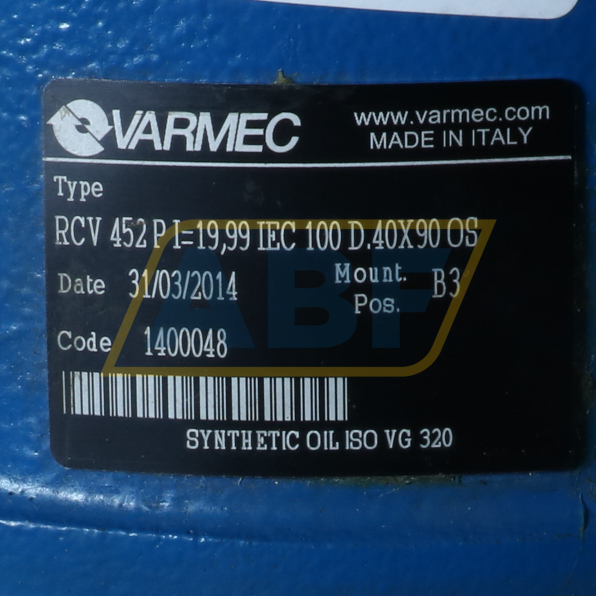 VARMEC
www.varmec.com
MADE IN ITALY
Type
RCV 452 P I=19,99 IEC 100 D.40X90 OS
Date 31/03/2014 Mount. Pos. B3
Code 1400048
ABF
SYNTHETIC OIL ISO VG 320